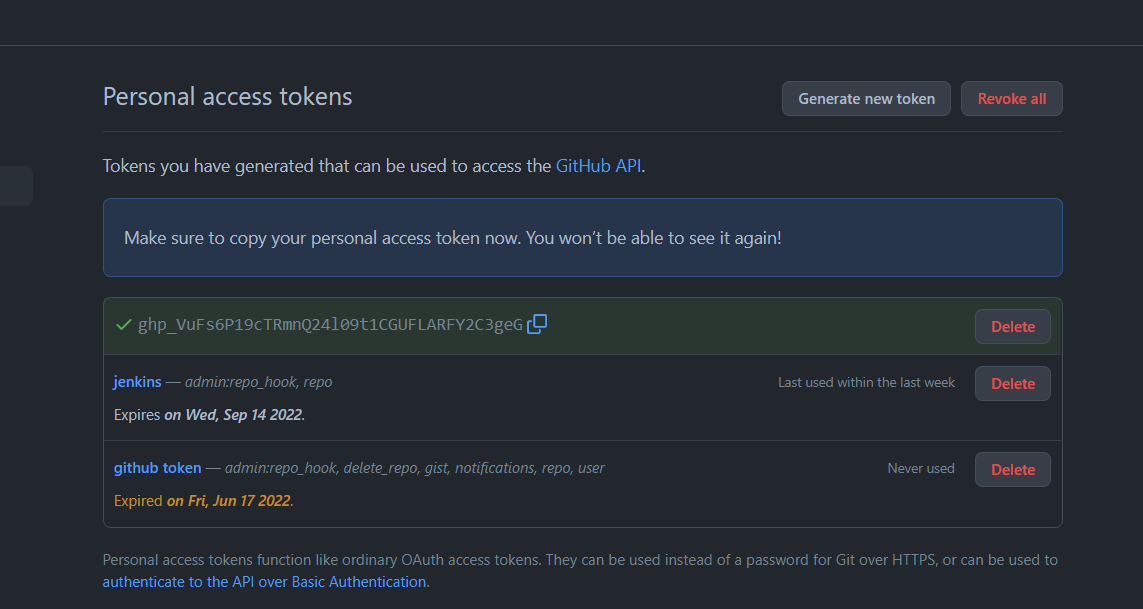 Personal access tokens
Generate new token
Revoke all
Tokens you have generated that can be used to access the GitHub API.
Make sure to copy your personal access token now. You won’t be able to see it again!
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
Delete
jenkins — admin:repo_hook, repo
Last used within the last week
Delete
Expires on Wed, Sep 14 2022.
github token — admin:repo_hook, delete_repo, gist, notifications, repo, user
Never used
Delete
Expired on Fri, Jun 17 2022.
Personal access tokens function like ordinary OAuth access tokens. They can be used instead of a password for Git over HTTPS, or can be used to
authenticate to the API over Basic Authentication.